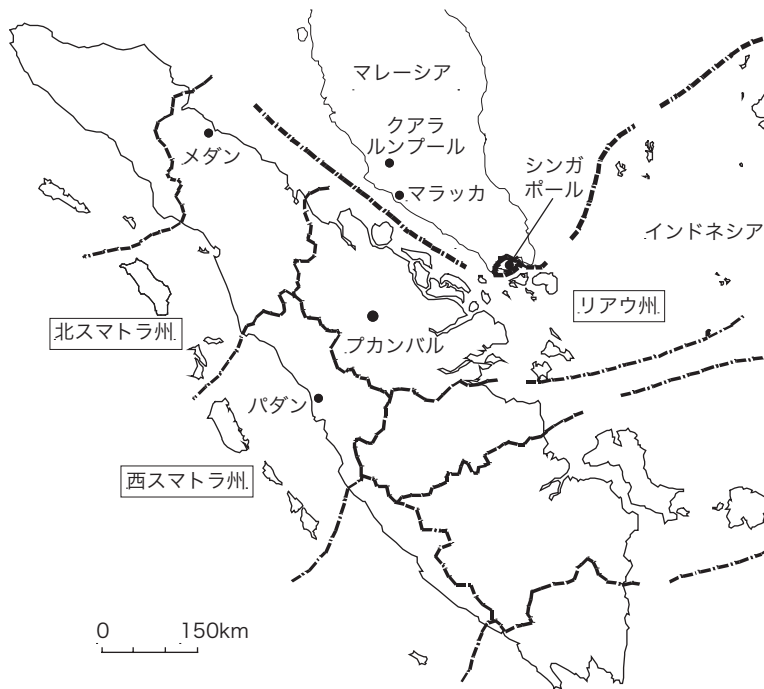 マレーシア
クアラ
ルンプール
メダン
シンガ
ポール
マラッカ
インドネシア
リアウ州
北スマトラ州
プカンバル
パダン
西スマトラ州
0 150km